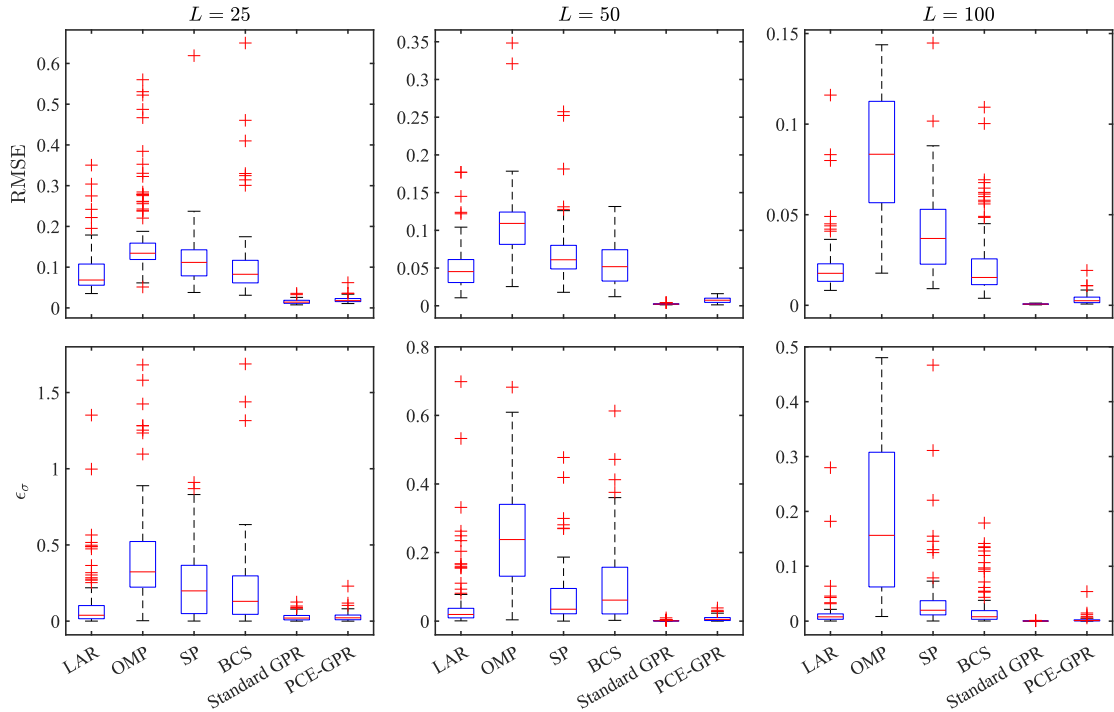 L = 25
L = 50
L = 100
RMSE
0.6
0.5
0.4
0.3
0.2
0.1
0
0.35
0.3
0.25
0.2
0.15
0.1
0.05
0
0.15
0.1
0.05
0
ϵσ
1.5
1
0.5
0
0.8
0.6
0.4
0.2
0
0.5
0.4
0.3
0.2
0.1
0
LAR
OMP
SP
BCS
Standard GPR
PCE-GPR
LAR
OMP
SP
BCS
Standard GPR
PCE-GPR
LAR
OMP
SP
BCS
Standard GPR
PCE-GPR